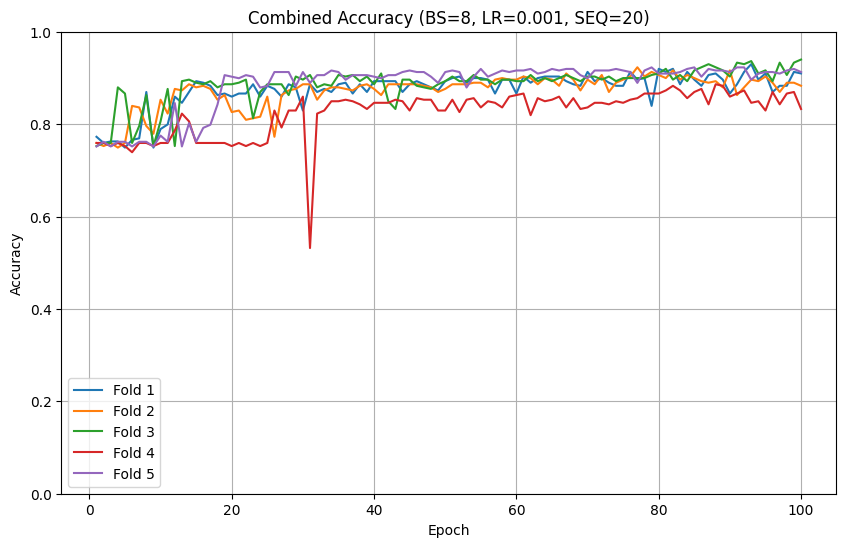 Combined Accuracy (BS=8, LR=0.001, SEQ=20)
1.0
0.8
0.6
0.4
0.2
0.0
Accuracy
Fold 1
Fold 2
Fold 3
Fold 4
Fold 5
0 20 40 60 80 100
Epoch